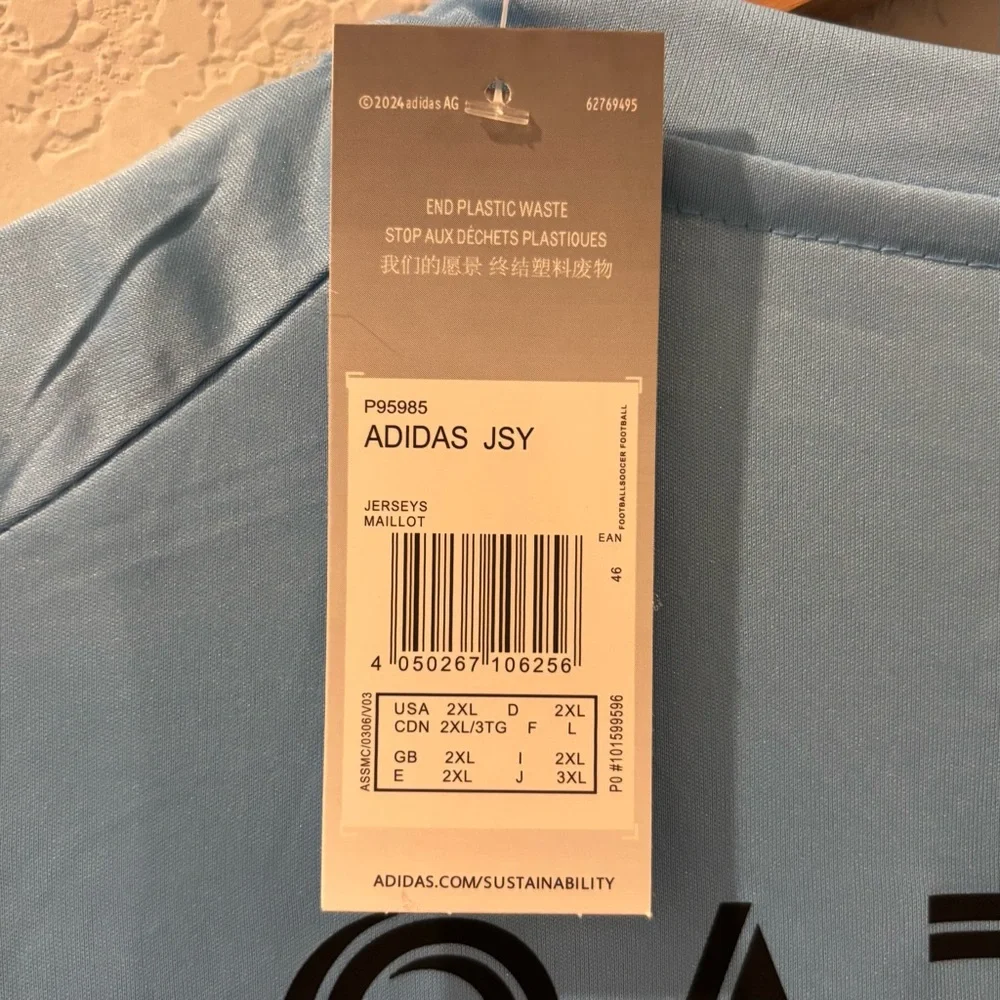 ©2024 adidas AG 62769495
END PLASTIC WASTE
STOP AUX DÉCHETS PLASTIQUES
我们的愿景 终结塑料废物
P95985
ADIDAS JSY
FOOTBALLSOCCER FOOTBALL
JERSEYS
MAILLOT
EAN
46
4 050267 106256
ASSMC/0306/V03
USA 2XL D 2XL
CDN 2XL/3TG F L
GB 2XL I 2XL
E 2XL J 3XL
PO #101599596
ADIDAS.COM/SUSTAINABILITY